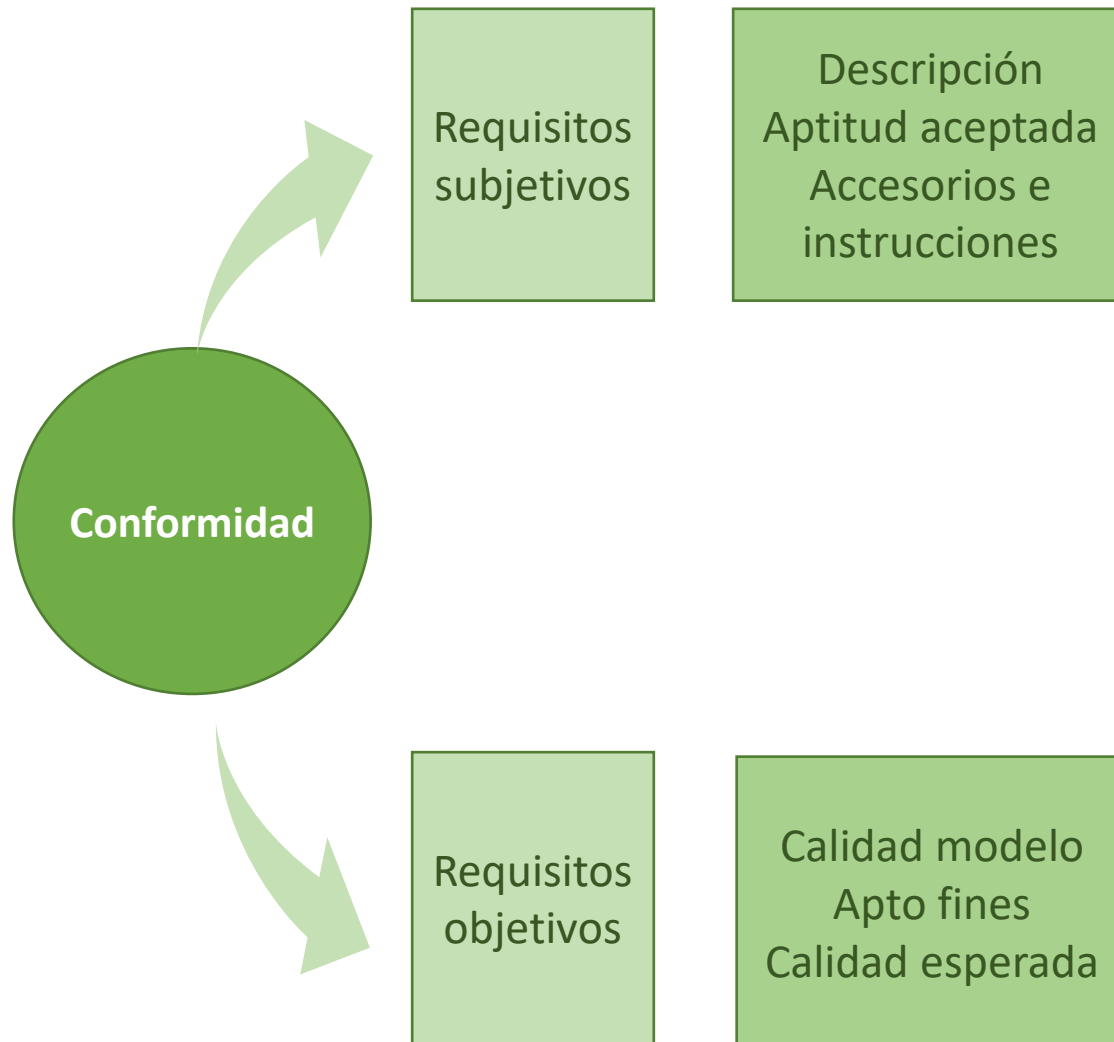 Requisitos
subjetivos
Descripción
Aptitud aceptada
Accesorios e
instrucciones
Conformidad
Requisitos
objetivos
Calidad modelo
Apto fines
Calidad esperada